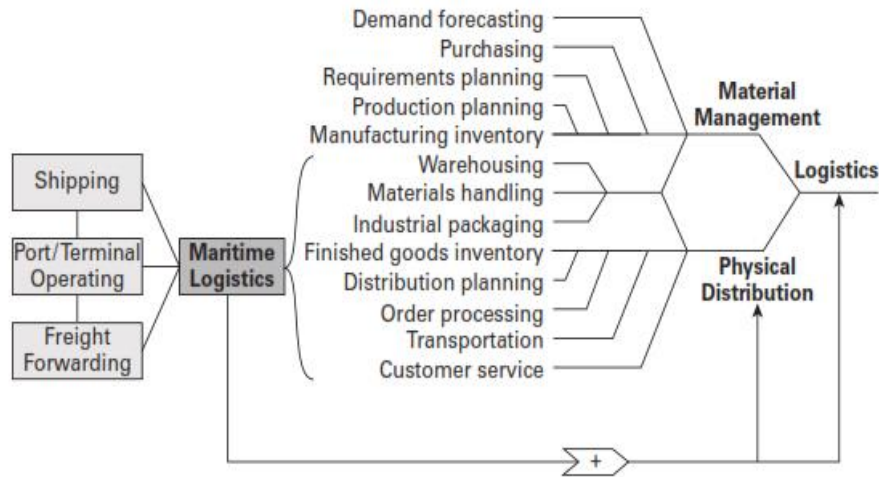 Demand forecasting
Purchasing
Requirements planning
Production planning
Manufacturing inventory
Warehousing
Materials handling
Industrial packaging
Finished goods inventory
Distribution planning
Order processing
Transportation
Customer service
Shipping
Port/Terminal
Operating
Freight
Forwarding
Maritime
Logistics
Material
Management
Logistics
Physical
Distribution
+